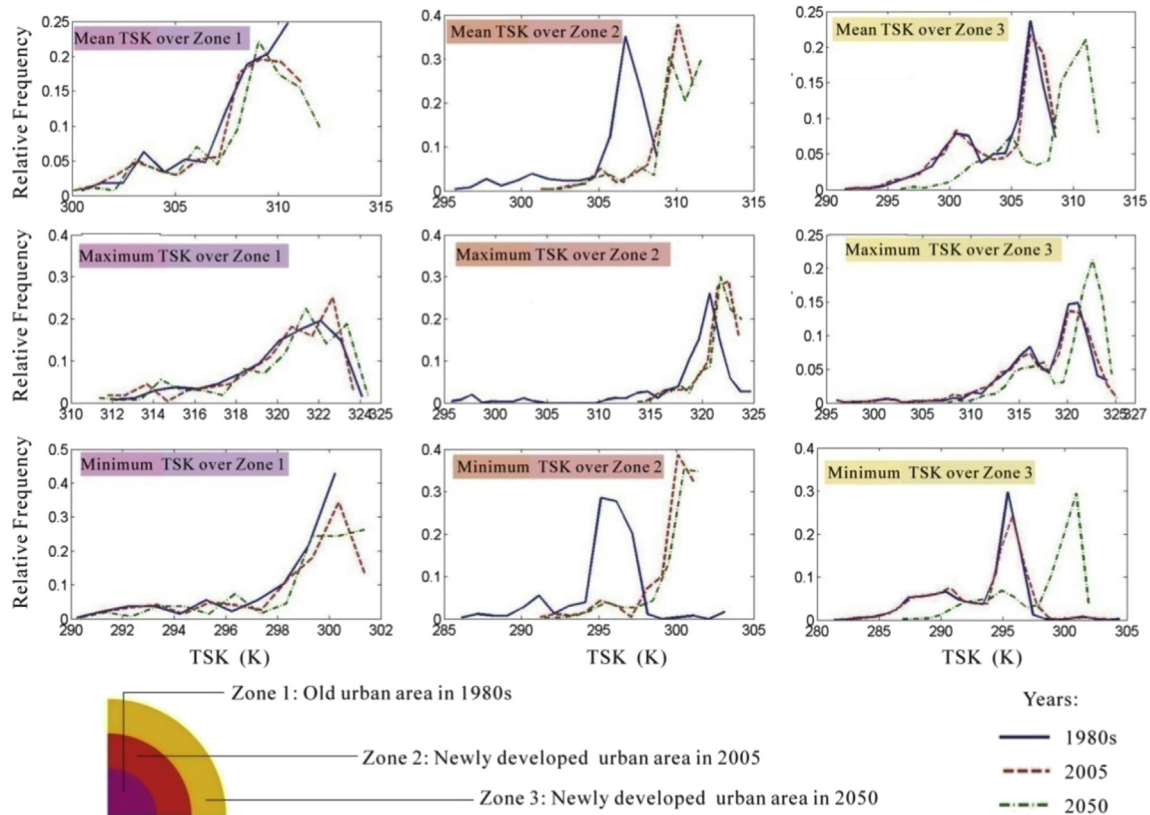 Mean TSK over Zone 1
Mean TSK over Zone 2
Mean TSK over Zone 3
Relative Frequency
0.25
0.2
0.15
0.1
0.05
0
300 305 310 315
0.4
0.3
0.2
0.1
0
295 300 305 310 315
0.25
0.2
0.15
0.1
0.05
0
290 295 300 305 310 315
Maximum TSK over Zone 1
Maximum TSK over Zone 2
Maximum TSK over Zone 3
Relative Frequency
0.4
0.3
0.2
0.1
0
310 312 314 316 318 320 322 324 325
0.4
0.3
0.2
0.1
0
295 300 305 310 315 320 325
0.25
0.2
0.15
0.1
0.05
0
295 300 305 310 315 320 325 327
Minimum TSK over Zone 1
Minimum TSK over Zone 2
Minimum TSK over Zone 3
Relative Frequency
0.5
0.4
0.3
0.2
0.1
0
290 292 294 296 298 300 302
0.4
0.3
0.2
0.1
0
285 290 295 300 305
0.4
0.3
0.2
0.1
0
280 285 290 295 300 305
TSK (K)
TSK (K)
TSK (K)
Zone 1: Old urban area in 1980s
Zone 2: Newly developed urban area in 2005
Zone 3: Newly developed urban area in 2050
Years:
1980s
2005
2050